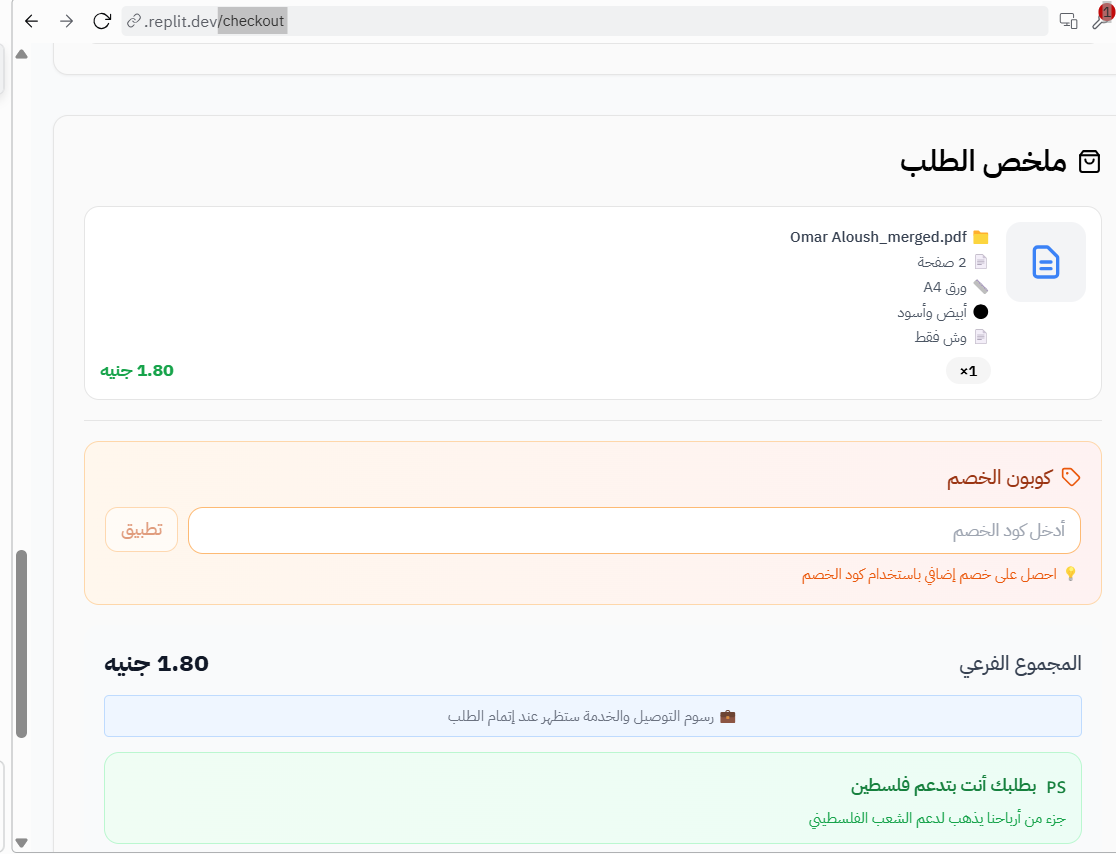 .replit.dev/checkout
1
ملخص الطلب
Omar Aloush_merged.pdf
2 صفحة
ورق A4
أبيض وأسود
وش فقط
×1
1.80 جنيه
كوبون الخصم
أدخل كود الخصم
تطبيق
💡 احصل على خصم إضافي باستخدام كود الخصم
المجموع الفرعي
1.80 جنيه
💼 رسوم التوصيل والخدمة ستظهر عند إتمام الطلب
PS بطلبك أنت بتدعم فلسطين
جزء من أرباحنا يذهب لدعم الشعب الفلسطيني